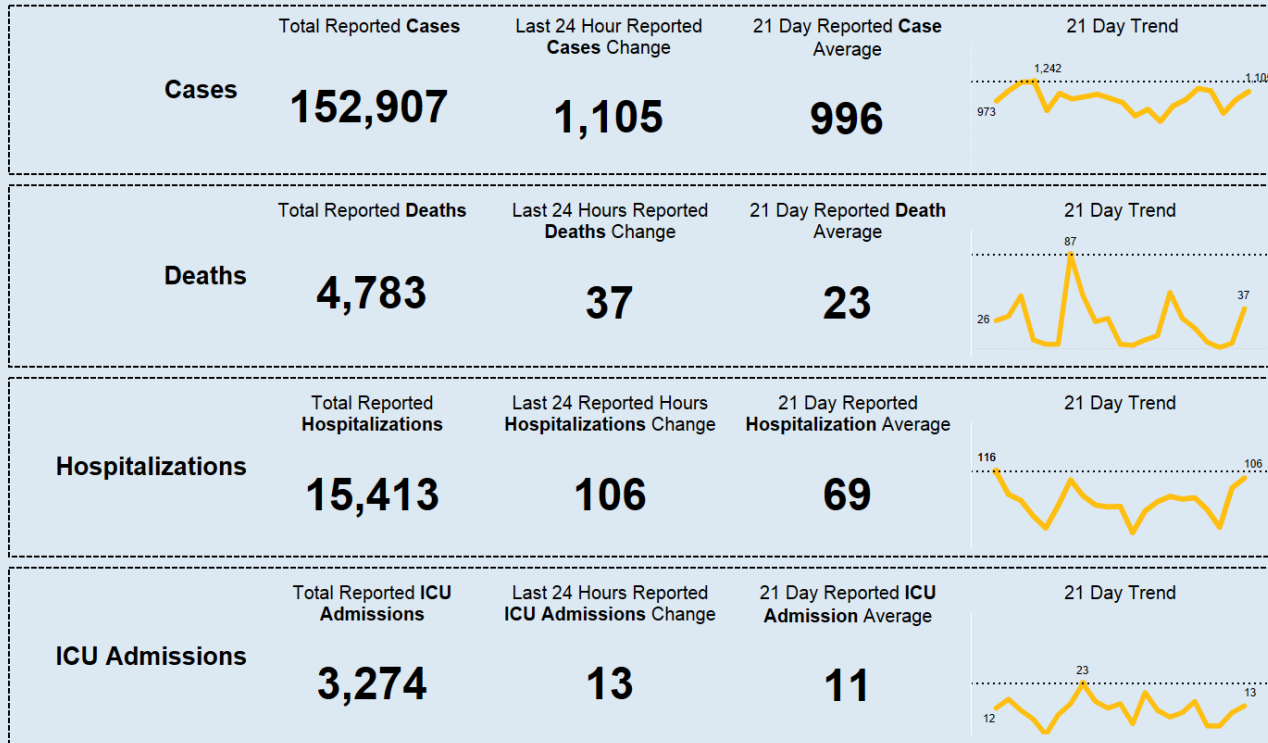 Cases
Total Reported Cases
152,907
Last 24 Hour Reported
Cases Change
1,105
21 Day Reported Case
Average
996
21 Day Trend
973
1,242
1,105
Deaths
Total Reported Deaths
4,783
Last 24 Hours Reported
Deaths Change
37
21 Day Reported Death
Average
23
21 Day Trend
26
87
37
Hospitalizations
Total Reported
Hospitalizations
15,413
Last 24 Reported Hours
Hospitalizations Change
106
21 Day Reported
Hospitalization Average
69
21 Day Trend
116
106
ICU Admissions
Total Reported ICU
Admissions
3,274
Last 24 Hours Reported
ICU Admissions Change
13
21 Day Reported ICU
Admission Average
11
21 Day Trend
12
23
13